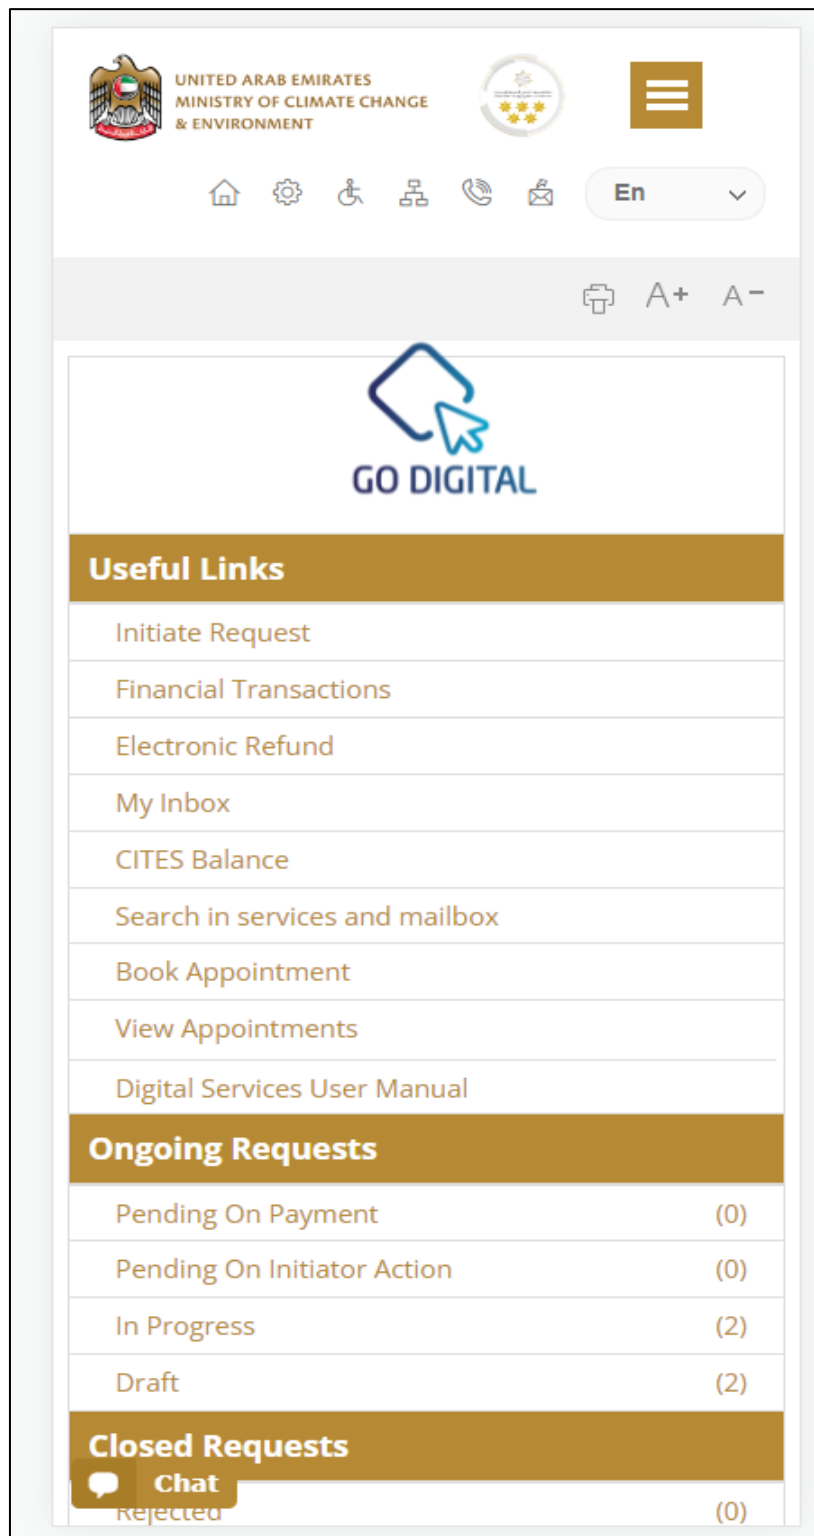 UNITED ARAB EMIRATES
MINISTRY OF CLIMATE CHANGE
& ENVIRONMENT
En
A+ A-
GO DIGITAL
Useful Links
Initiate Request
Financial Transactions
Electronic Refund
My Inbox
CITES Balance
Search in services and mailbox
Book Appointment
View Appointments
Digital Services User Manual
Ongoing Requests
Pending On Payment (0)
Pending On Initiator Action (0)
In Progress (2)
Draft (2)
Closed Requests
Chat
Rejected (0)